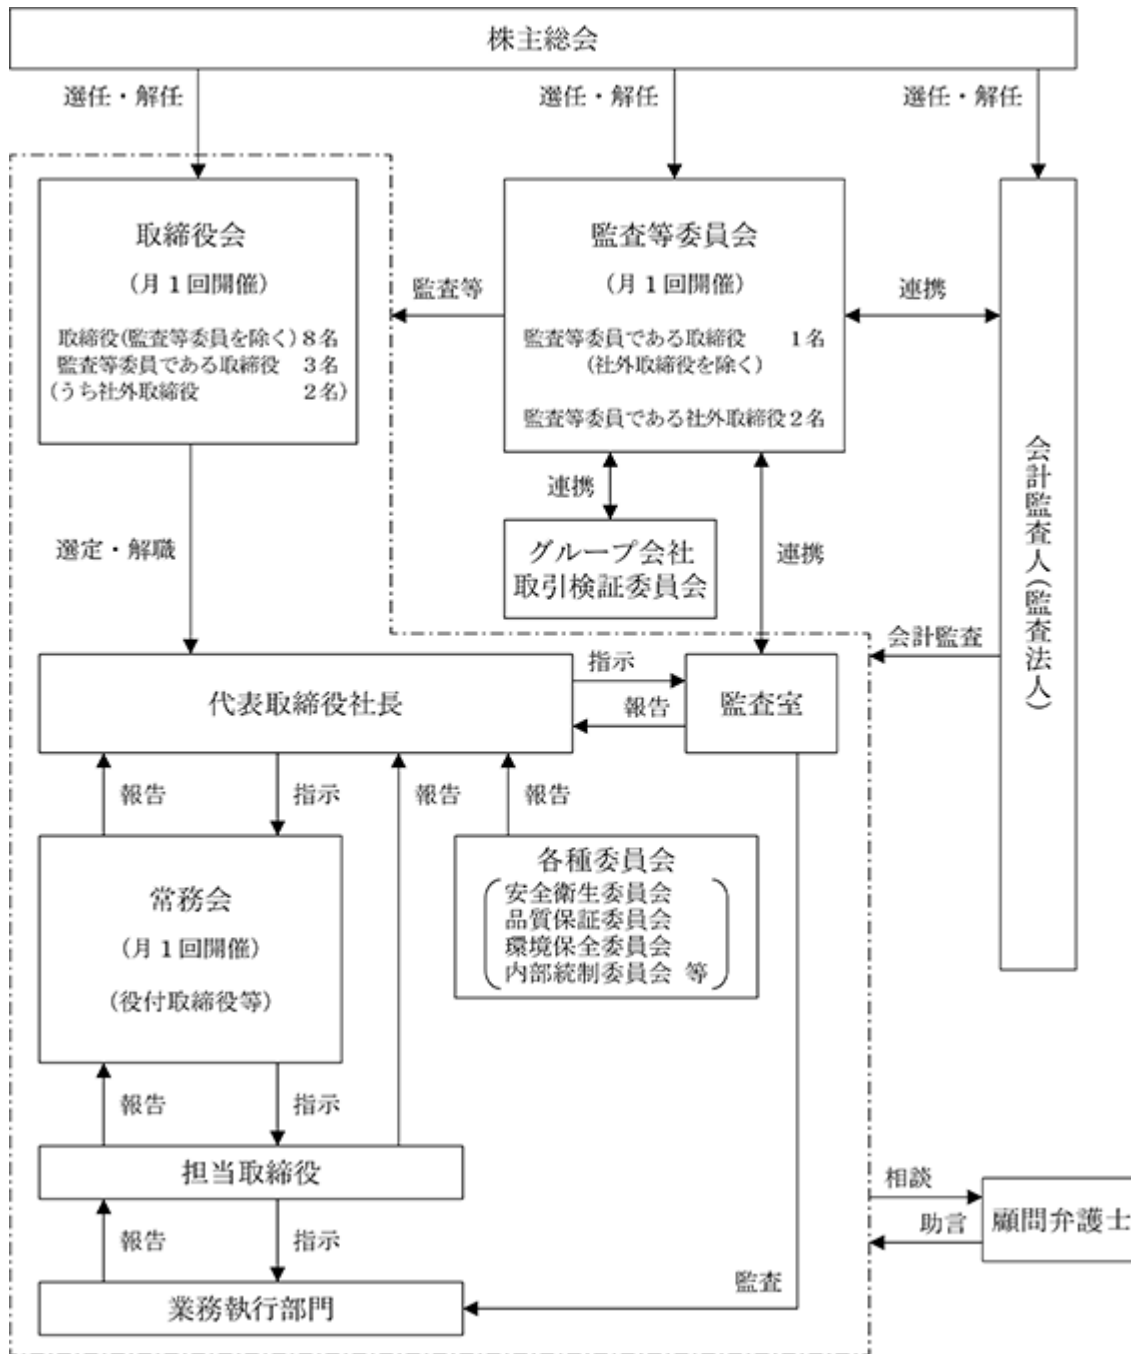 株主総会
選任・解任
選任・解任
選任・解任
取締役会
(月1回開催)
取締役(監査等委員を除く)8名
監査等委員である取締役 3名
(うち社外取締役 2名)
監査等
監査等委員会
(月1回開催)
監査等委員である取締役 1名
(社外取締役を除く)
監査等委員である社外取締役2名
連携
会計監査人(監査法人)
連携
グループ会社
取引検証委員会
連携
選定・解職
会計監査
代表取締役社長
指示
報告
監査室
報告
指示
報告
報告
常務会
(月1回開催)
(役付取締役等)
各種委員会
安全衛生委員会
品質保証委員会
環境保全委員会
内部統制委員会 等
報告
指示
担当取締役
相談
助言
顧問弁護士
報告
指示
監査
業務執行部門